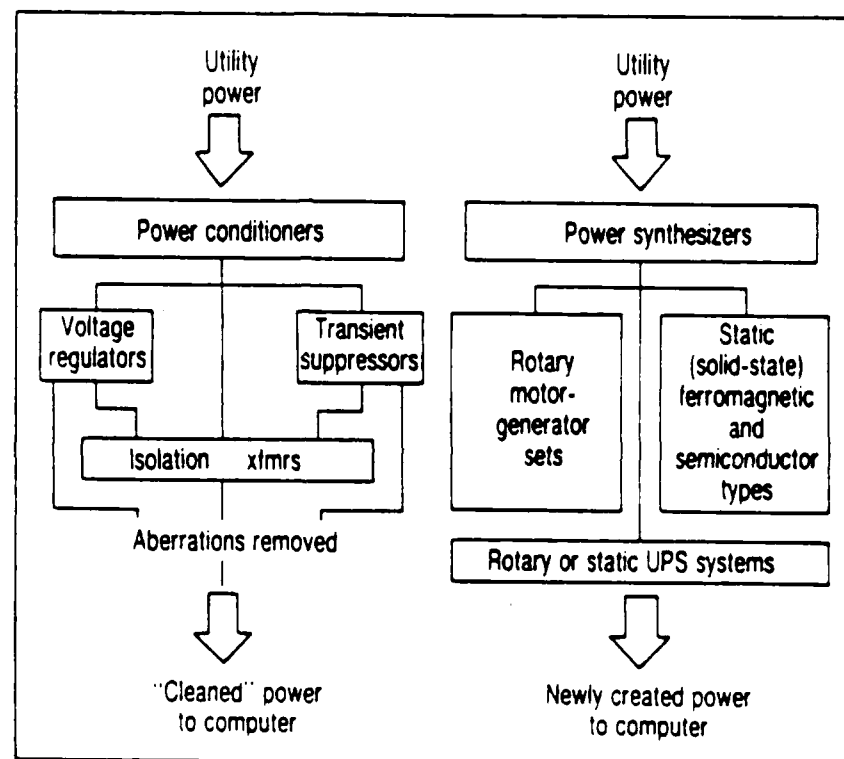 Utility
power
Power conditioners
Voltage
regulators
Transient
suppressors
Isolation xfmrs
Aberrations removed
"Cleaned" power
to computer
Utility
power
Power synthesizers
Rotary
motor-
generator
sets
Static
(solid-state)
ferromagnetic
and
semiconductor
types
Rotary or static UPS systems
Newly created power
to computer